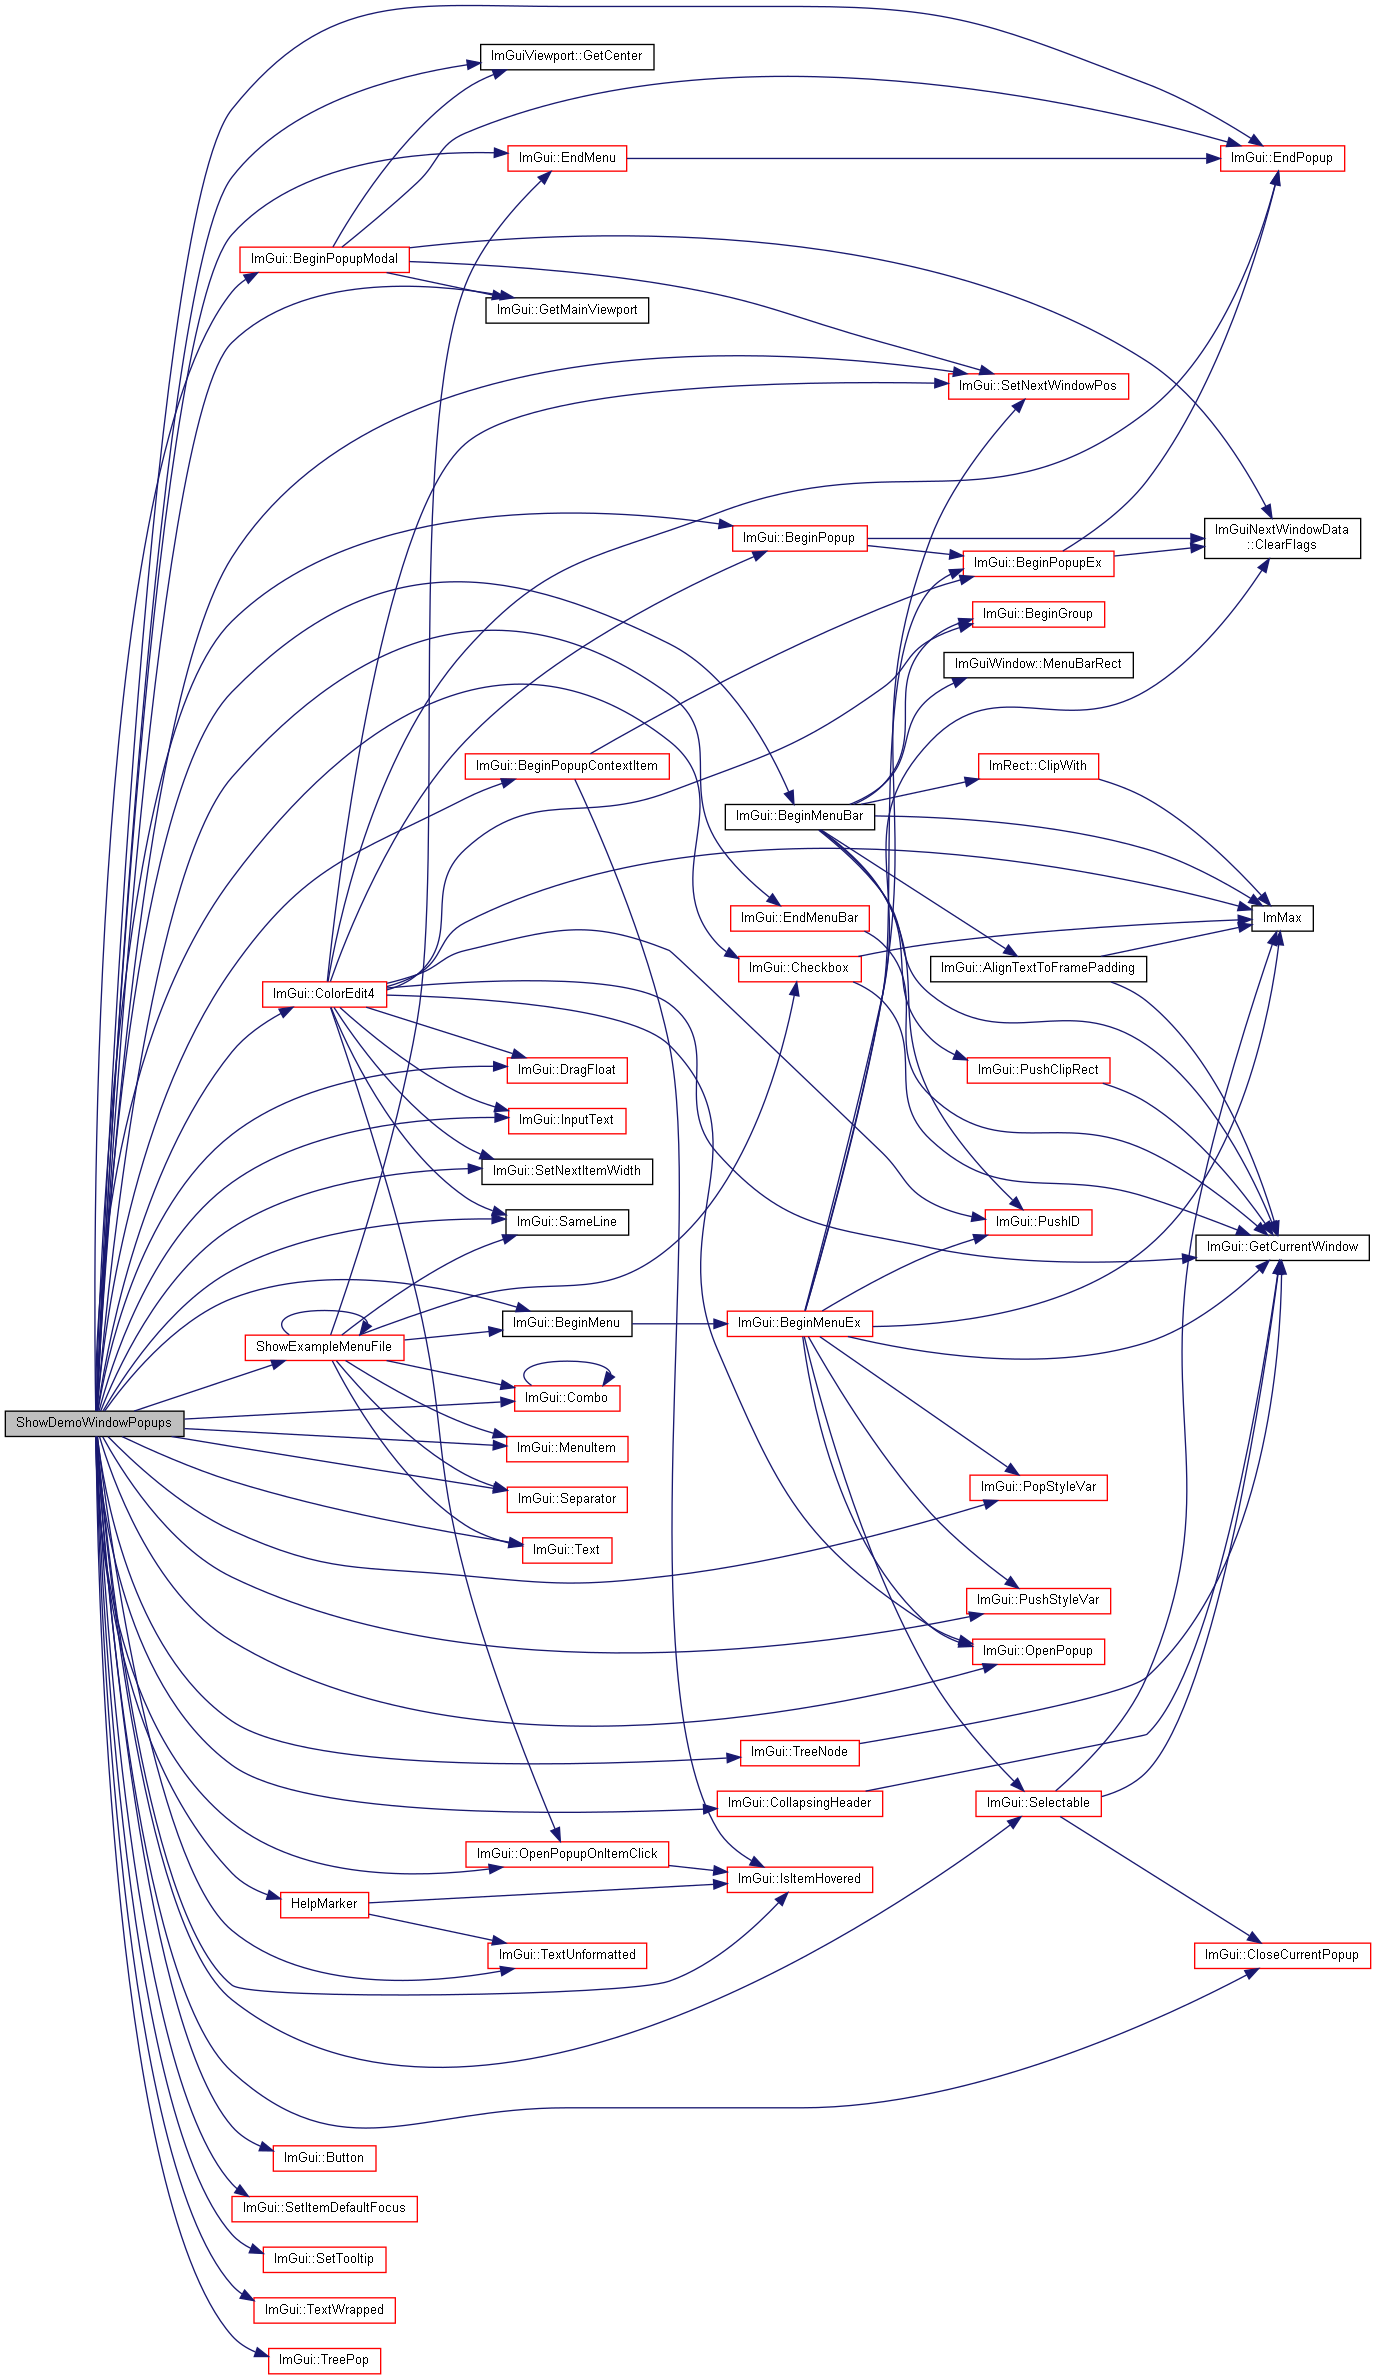 ImGuiViewport::GetCenter
ImGui::EndMenu
ImGui::EndPopup
ImGui::BeginPopupModal
ImGui::GetMainViewport
ImGui::SetNextWindowPos
ImGuiNextWindowData
::ClearFlags
ImGui::BeginPopup
ImGui::BeginPopupEx
ImGui::BeginGroup
ImGuiWindow::MenuBarRect
ImGui::BeginPopupContextItem
ImRect::ClipWith
ImGui::BeginMenuBar
ImGui::EndMenuBar
ImMax
ImGui::Checkbox
ImGui::AlignTextToFramePadding
ImGui::ColorEdit4
ImGui::DragFloat
ImGui::PushClipRect
ImGui::InputText
ImGui::SetNextItemWidth
ImGui::SameLine
ImGui::PushID
ImGui::GetCurrentWindow
ImGui::BeginMenu
ImGui::BeginMenuEx
ShowExampleMenuFile
ImGui::Combo
ShowDemoWindowPopups
ImGui::MenuItem
ImGui::PopStyleVar
ImGui::Separator
ImGui::Text
ImGui::PushStyleVar
ImGui::OpenPopup
ImGui::TreeNode
ImGui::CollapsingHeader
ImGui::Selectable
ImGui::OpenPopupOnItemClick
ImGui::IsItemHovered
HelpMarker
ImGui::TextUnformatted
ImGui::CloseCurrentPopup
ImGui::Button
ImGui::SetItemDefaultFocus
ImGui::SetTooltip
ImGui::TextWrapped
ImGui::TreePop